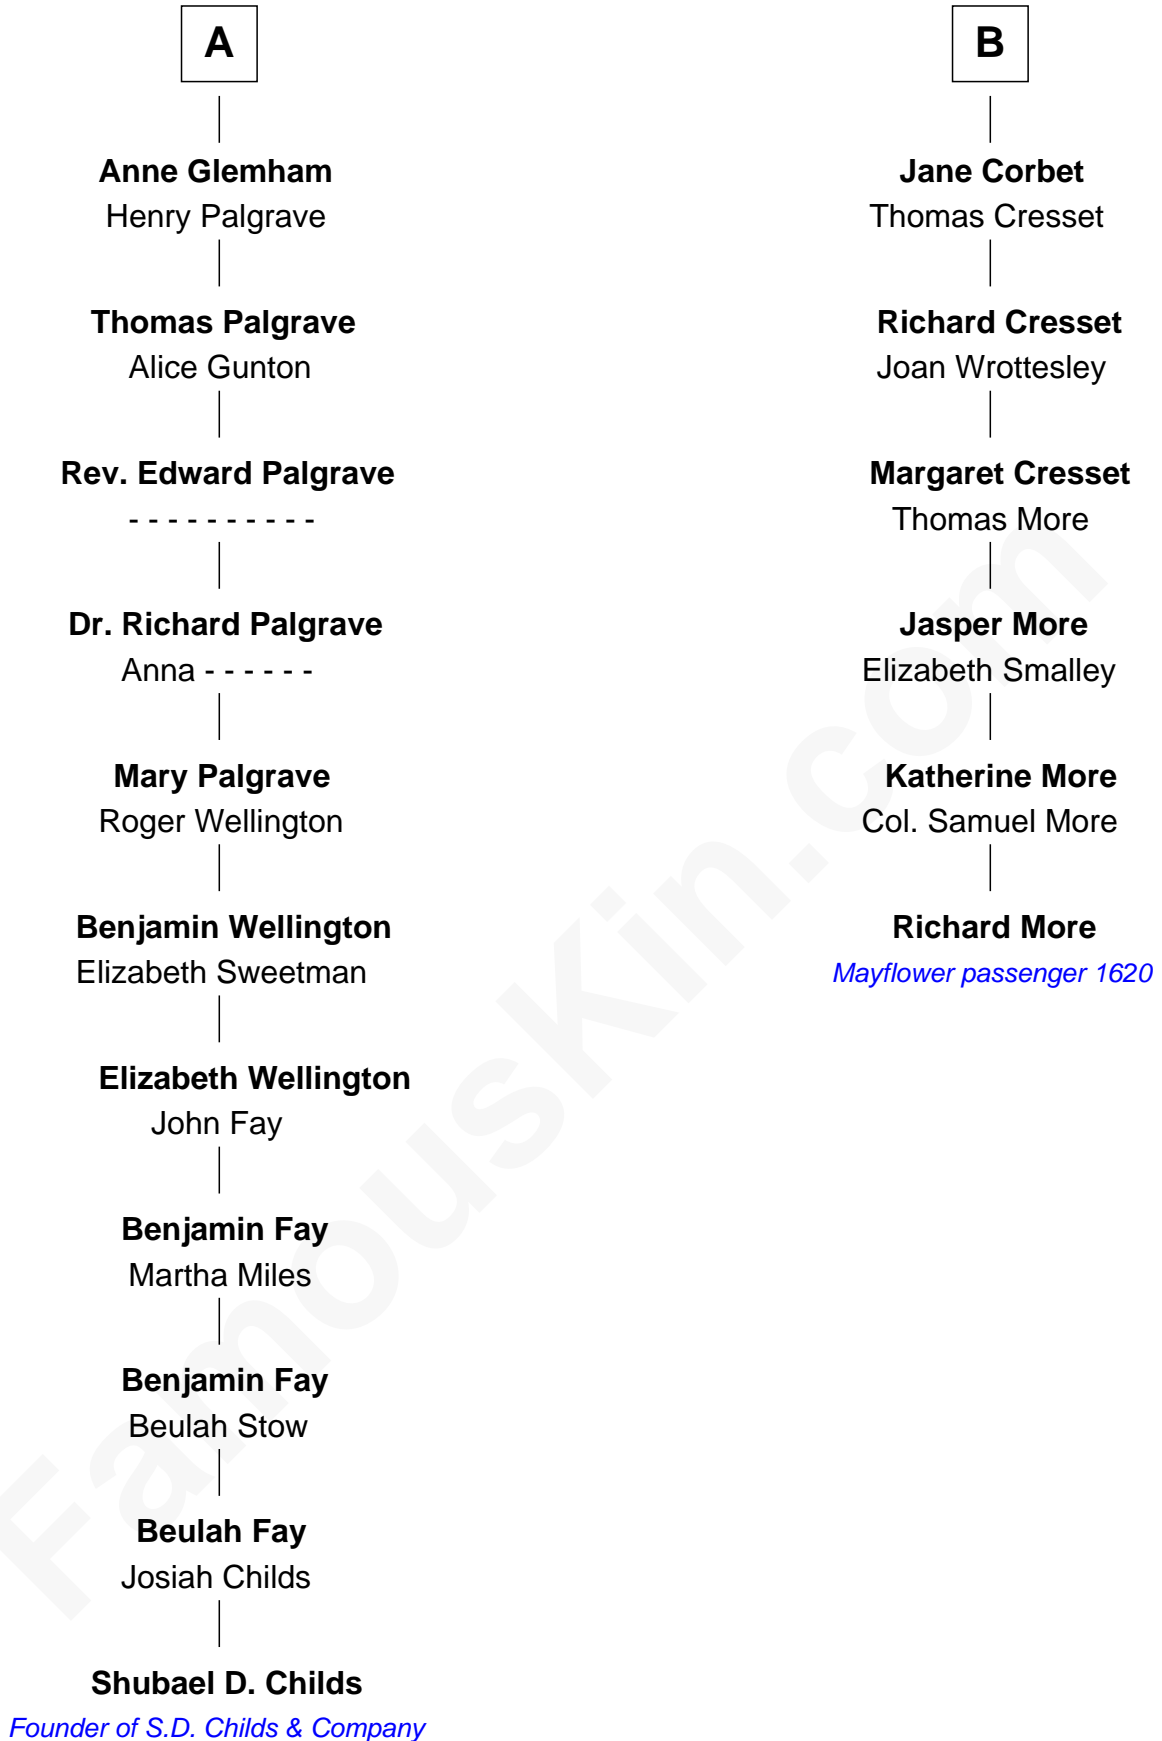 A
Anne Glemham
Henry Palgrave
Thomas Palgrave
Alice Gunton
Rev. Edward Palgrave
- - - - - - - - - -
Dr. Richard Palgrave
Anna - - - - - -
Mary Palgrave
Roger Wellington
Benjamin Wellington
Elizabeth Sweetman
Elizabeth Wellington
John Fay
Benjamin Fay
Martha Miles
Benjamin Fay
Beulah Stow
Beulah Fay
Josiah Childs
Shubael D. Childs
Founder of S.D. Childs & Company
B
Jane Corbet
Thomas Cresset
Richard Cresset
Joan Wrottesley
Margaret Cresset
Thomas More
Jasper More
Elizabeth Smalley
Katherine More
Col. Samuel More
Richard More
Mayflower passenger 1620
FamousKin.com